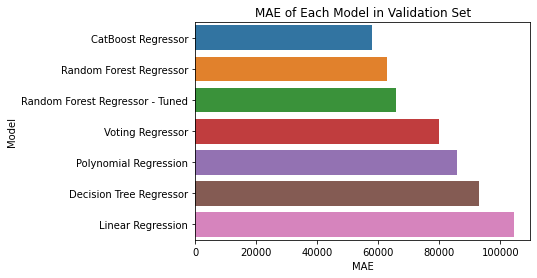 MAE of Each Model in Validation Set
CatBoost Regressor
Random Forest Regressor
Random Forest Regressor - Tuned
Voting Regressor
Polynomial Regression
Decision Tree Regressor
Linear Regression
Model
0 20000 40000 60000 80000 100000
MAE